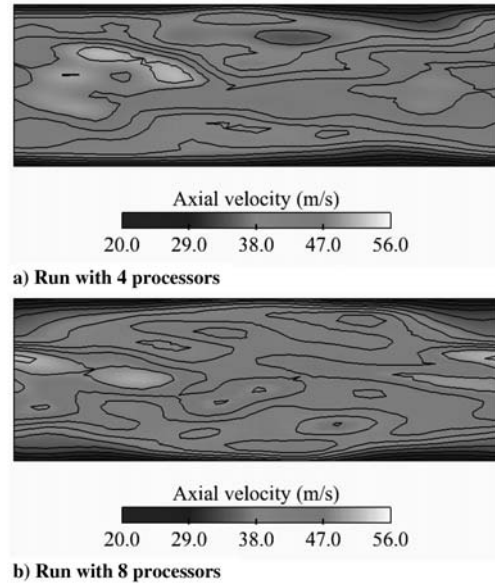 Axial velocity (m/s)
20.0 29.0 38.0 47.0 56.0
a) Run with 4 processors
Axial velocity (m/s)
20.0 29.0 38.0 47.0 56.0
b) Run with 8 processors